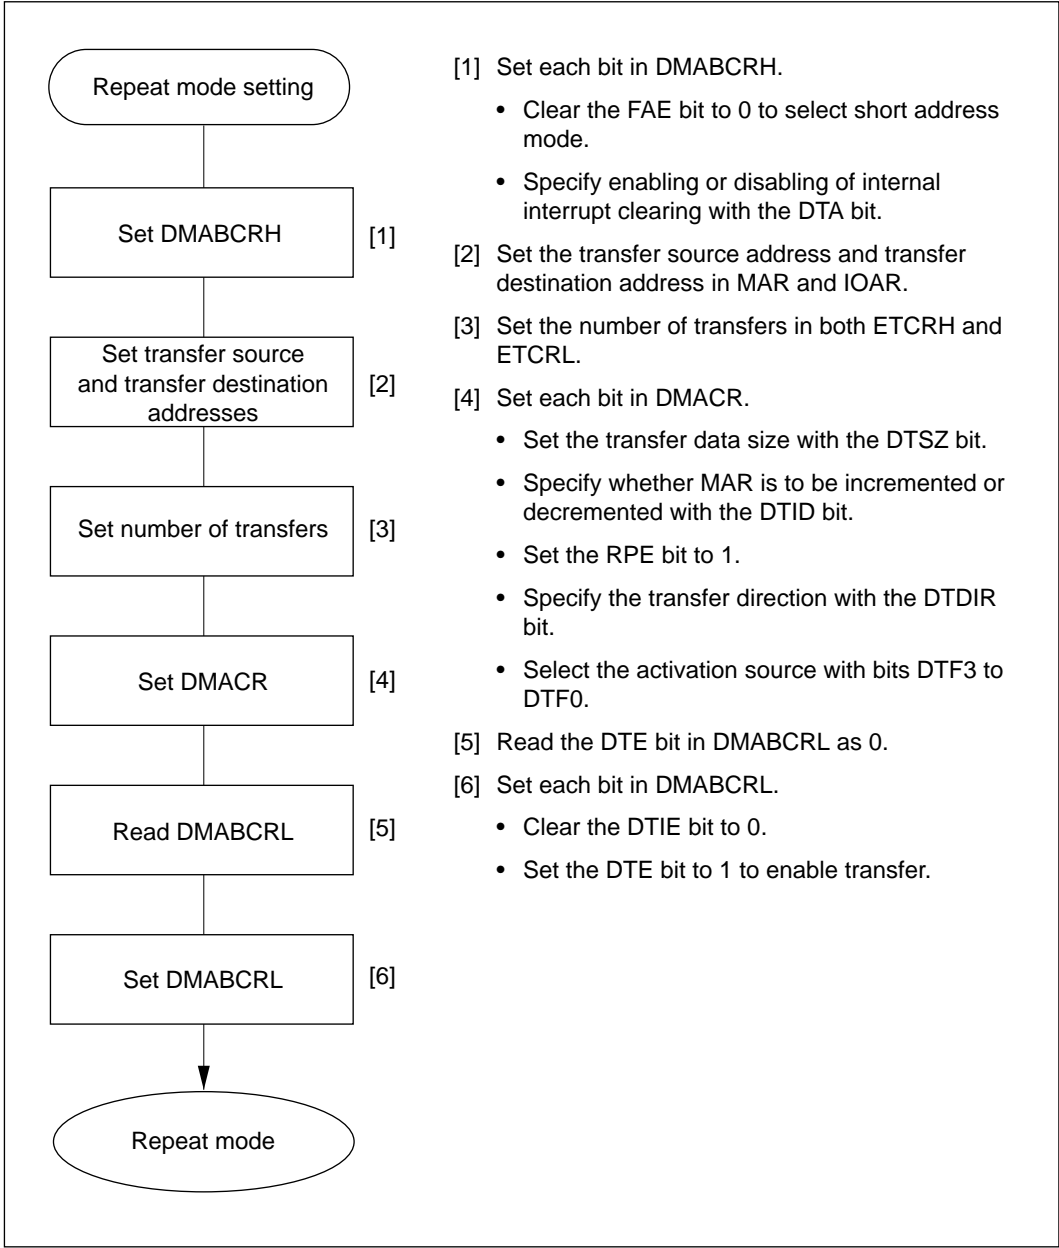 Repeat mode setting
Set DMABCRH
[1]
Set transfer source
and transfer destination
addresses
[2]
Set number of transfers
[3]
Set DMACR
[4]
Read DMABCRL
[5]
Set DMABCRL
[6]
Repeat mode
[1] Set each bit in DMABCRH.
• Clear the FAE bit to 0 to select short address
mode.
• Specify enabling or disabling of internal
interrupt clearing with the DTA bit.
[2] Set the transfer source address and transfer
destination address in MAR and IOAR.
[3] Set the number of transfers in both ETCRH and
ETCRL.
[4] Set each bit in DMACR.
• Set the transfer data size with the DTSZ bit.
• Specify whether MAR is to be incremented or
decremented with the DTID bit.
• Set the RPE bit to 1.
• Specify the transfer direction with the DTDIR
bit.
• Select the activation source with bits DTF3 to
DTF0.
[5] Read the DTE bit in DMABCRL as 0.
[6] Set each bit in DMABCRL.
• Clear the DTIE bit to 0.
• Set the DTE bit to 1 to enable transfer.